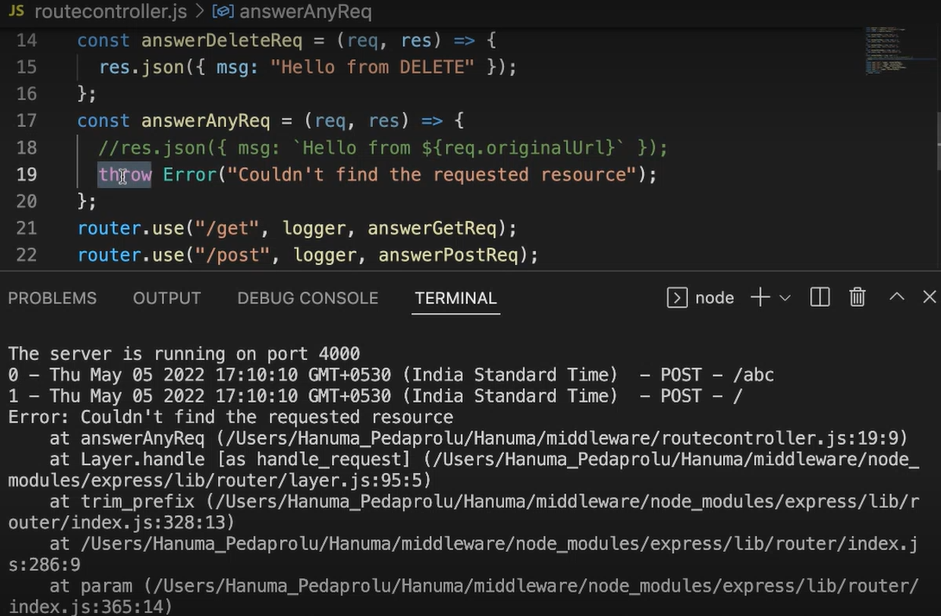 JS routecontroller.js > answerAnyReq
14 const answerDeleteReq = (req, res) => {
15 res.json({ msg: "Hello from DELETE" });
16 };
17 const answerAnyReq = (req, res) => {
18 //res.json({ msg: `Hello from ${req.originalUrl}` });
19 throw Error("Couldn't find the requested resource");
20 };
21 router.use("/get", logger, answerGetReq);
22 router.use("/post", logger, answerPostReq);
PROBLEMS OUTPUT DEBUG CONSOLE TERMINAL node
The server is running on port 4000
0 - Thu May 05 2022 17:10:10 GMT+0530 (India Standard Time) - POST - /abc
1 - Thu May 05 2022 17:10:10 GMT+0530 (India Standard Time) - POST - /
Error: Couldn't find the requested resource
at answerAnyReq (/Users/Hanuma_Pedaprolu/Hanuma/middleware/routecontroller.js:19:9)
at Layer.handle [as handle_request] (/Users/Hanuma_Pedaprolu/Hanuma/middleware/node_
modules/express/lib/router/layer.js:95:5)
at trim_prefix (/Users/Hanuma_Pedaprolu/Hanuma/middleware/node_modules/express/lib/r
outer/index.js:328:13)
at /Users/Hanuma_Pedaprolu/Hanuma/middleware/node_modules/express/lib/router/index.j
s:286:9
at param (/Users/Hanuma_Pedaprolu/Hanuma/middleware/node_modules/express/lib/router/
index.js:365:14)